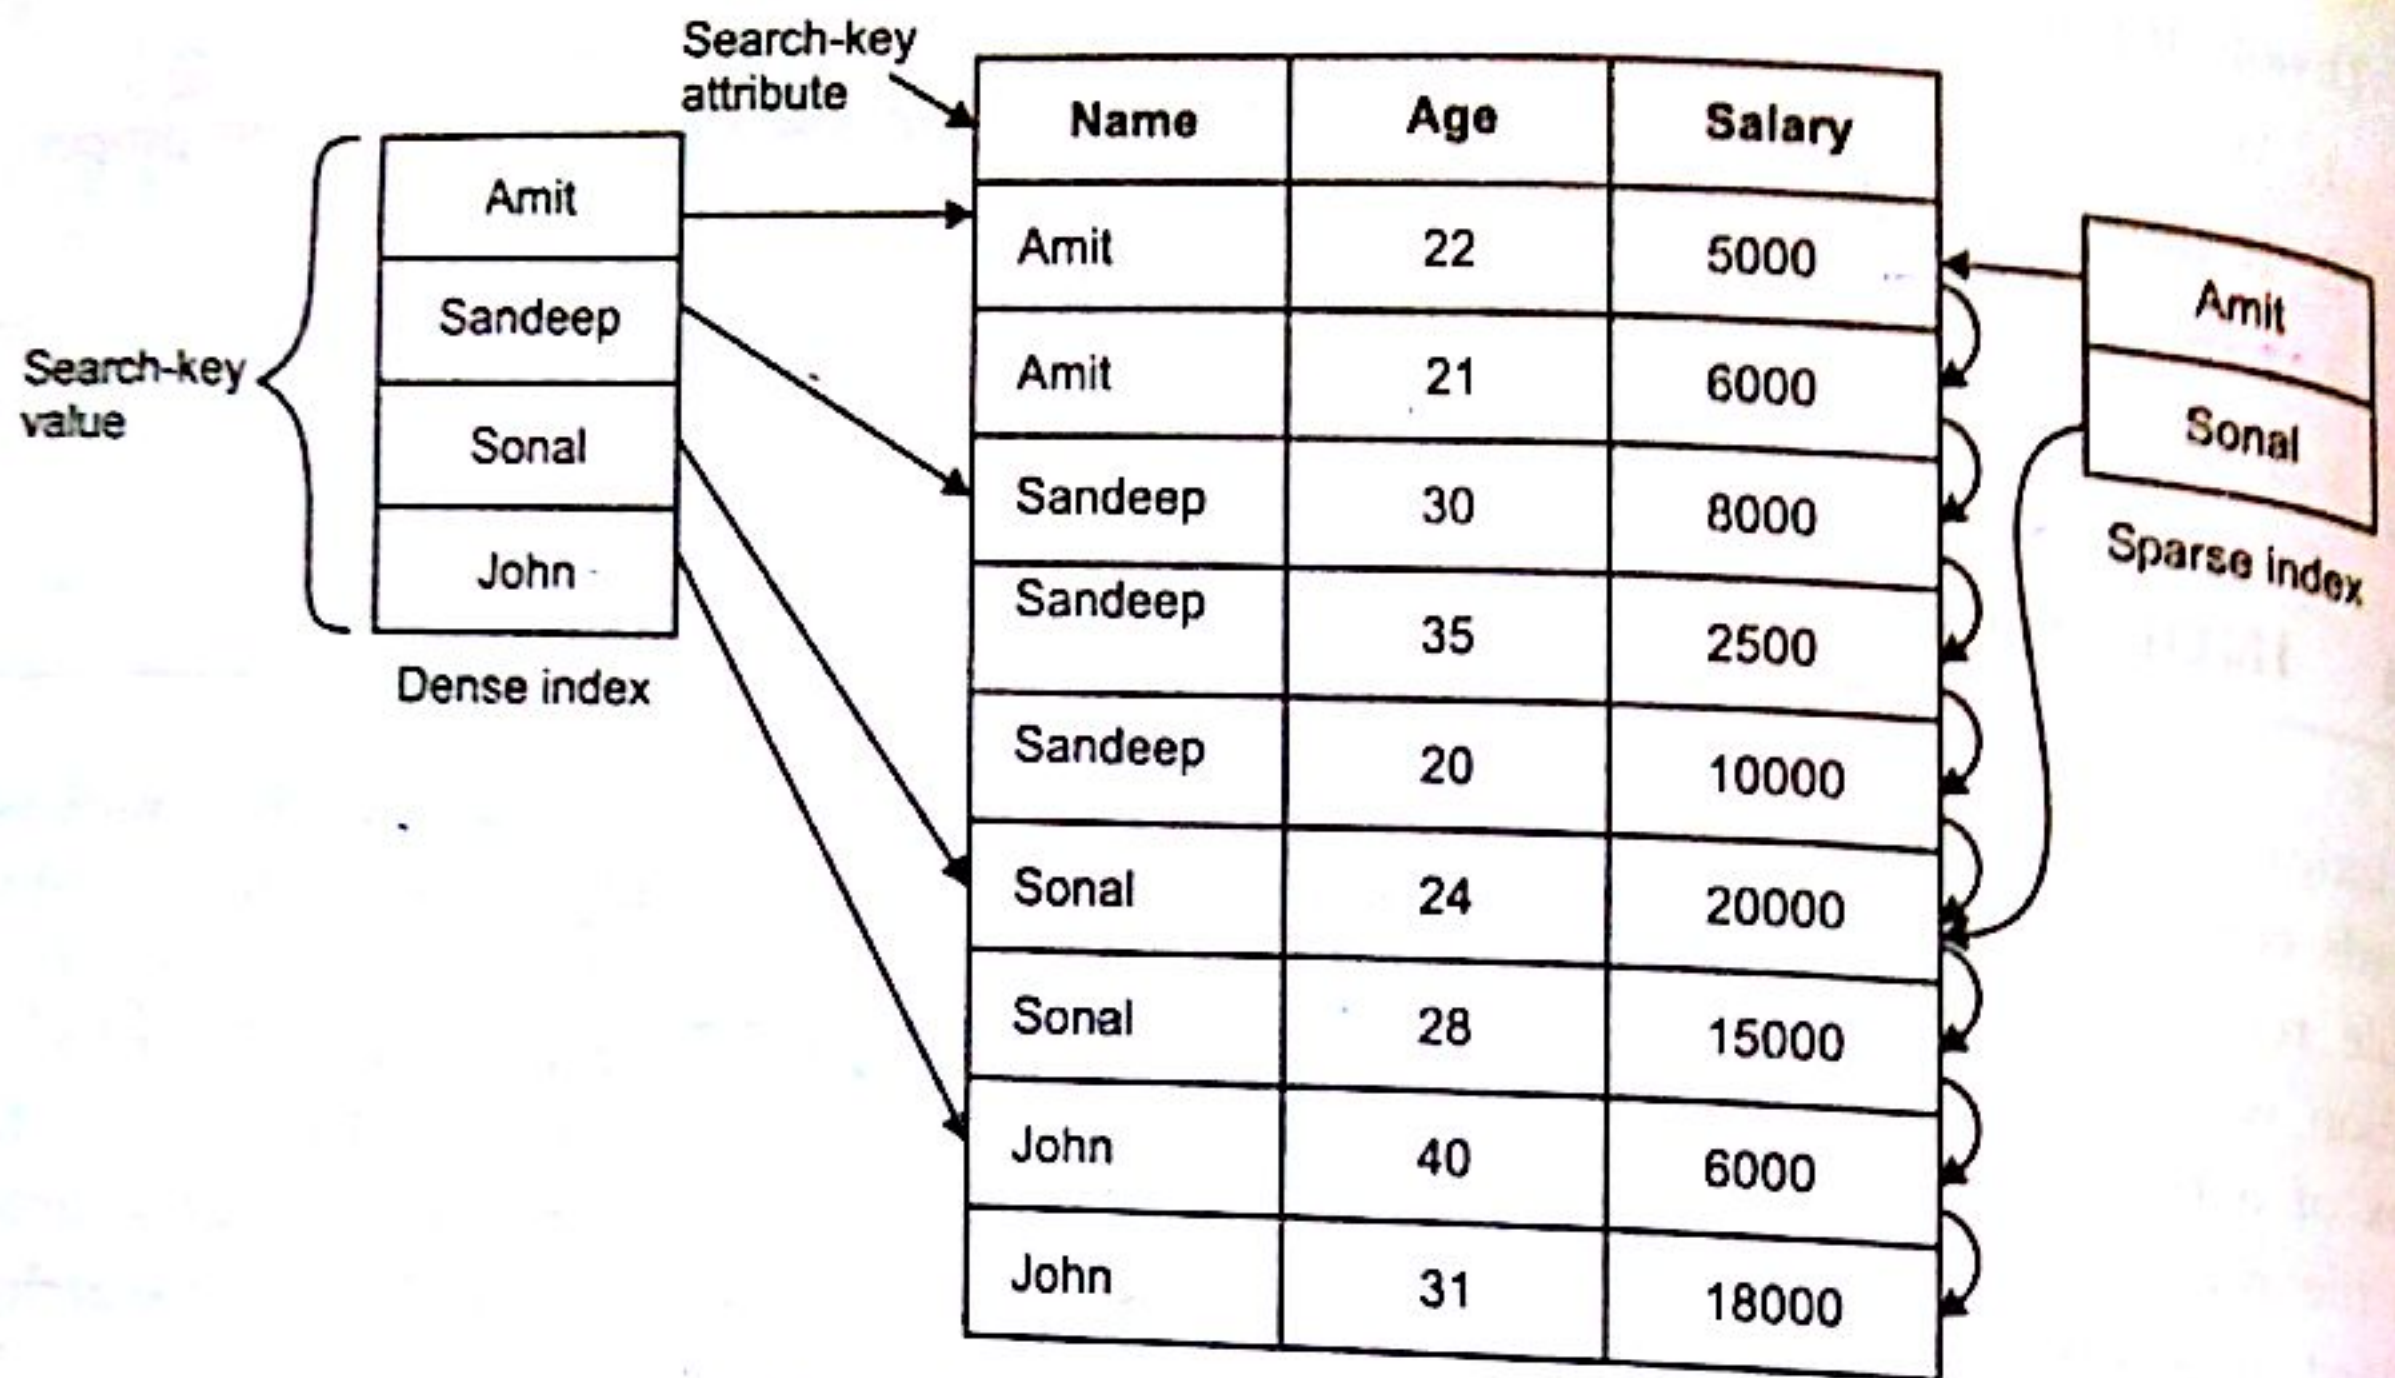 Search-key
attribute
Search-key
value
Amit
Sandeep
Sonal
John
Dense index
Name Age Salary
Amit 22 5000
Amit 21 6000
Sandeep 30 8000
Sandeep 35 2500
Sandeep 20 10000
Sonal 24 20000
Sonal 28 15000
John 40 6000
John 31 18000
Amit
Sonal
Sparse index